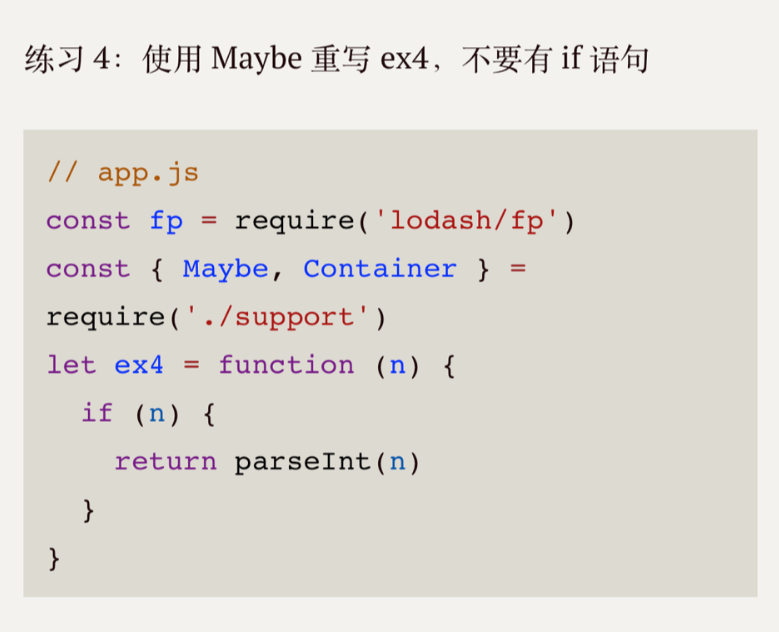 练习 4：使用 Maybe 重写 ex4，不要有 if 语句
// app.js
const fp = require('lodash/fp')
const { Maybe, Container } =
require('./support')
let ex4 = function (n) {
  if (n) {
    return parseInt(n)
  }
}